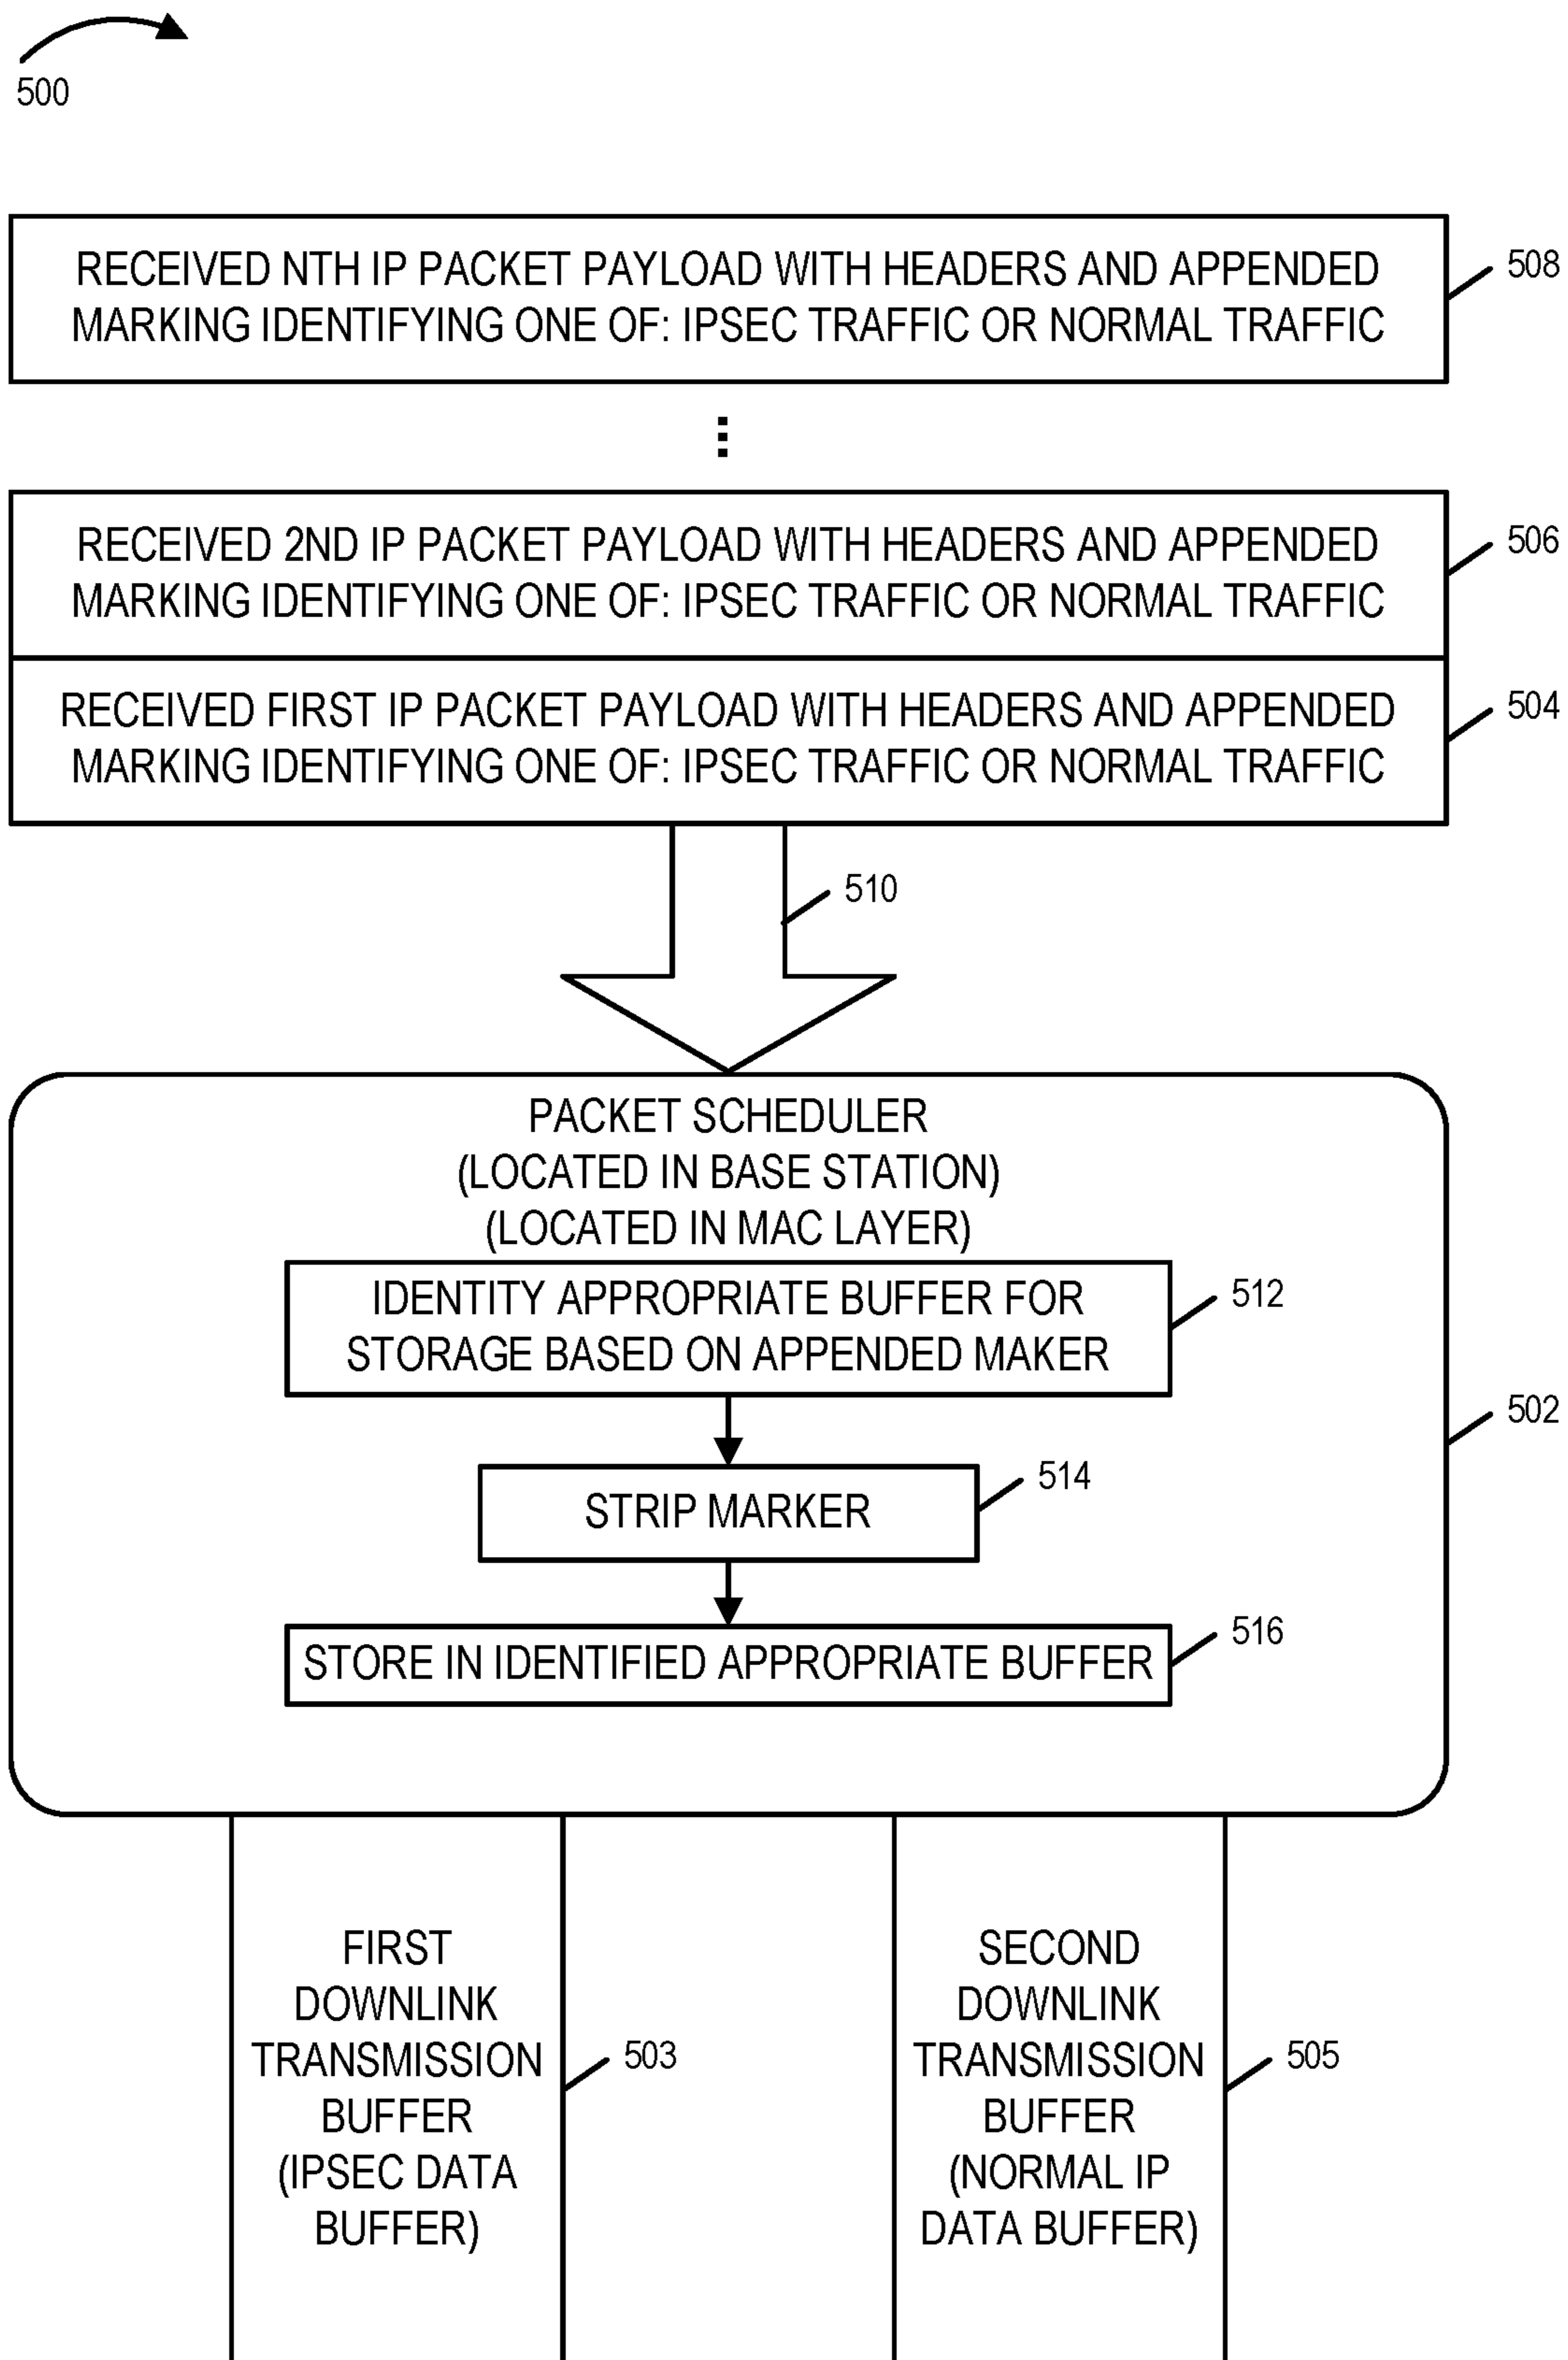 500
RECEIVED NTH IP PACKET PAYLOAD WITH HEADERS AND APPENDED
MARKING IDENTIFYING ONE OF: IPSEC TRAFFIC OR NORMAL TRAFFIC
508
RECEIVED 2ND IP PACKET PAYLOAD WITH HEADERS AND APPENDED
MARKING IDENTIFYING ONE OF: IPSEC TRAFFIC OR NORMAL TRAFFIC
506
RECEIVED FIRST IP PACKET PAYLOAD WITH HEADERS AND APPENDED
MARKING IDENTIFYING ONE OF: IPSEC TRAFFIC OR NORMAL TRAFFIC
504
510
PACKET SCHEDULER
(LOCATED IN BASE STATION)
(LOCATED IN MAC LAYER)
IDENTITY APPROPRIATE BUFFER FOR
STORAGE BASED ON APPENDED MAKER
512
502
STRIP MARKER
514
STORE IN IDENTIFIED APPROPRIATE BUFFER
516
FIRST
DOWNLINK
TRANSMISSION
BUFFER
(IPSEC DATA
BUFFER)
503
SECOND
DOWNLINK
TRANSMISSION
BUFFER
(NORMAL IP
DATA BUFFER)
505